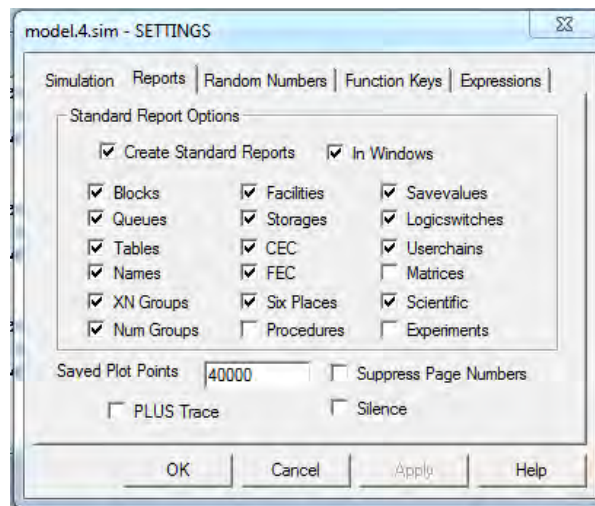 model.4.sim - SETTINGS
Simulation Reports Random Numbers Function Keys Expressions
Standard Report Options
Create Standard Reports In Windows
Blocks Facilities Savevalues
Queues Storages Logicswitches
Tables CEC Userchains
Names FEC Matrices
XN Groups Six Places Scientific
Num Groups Procedures Experiments
Saved Plot Points 40000 Suppress Page Numbers
PLUS Trace Silence
OK Cancel Apply Help